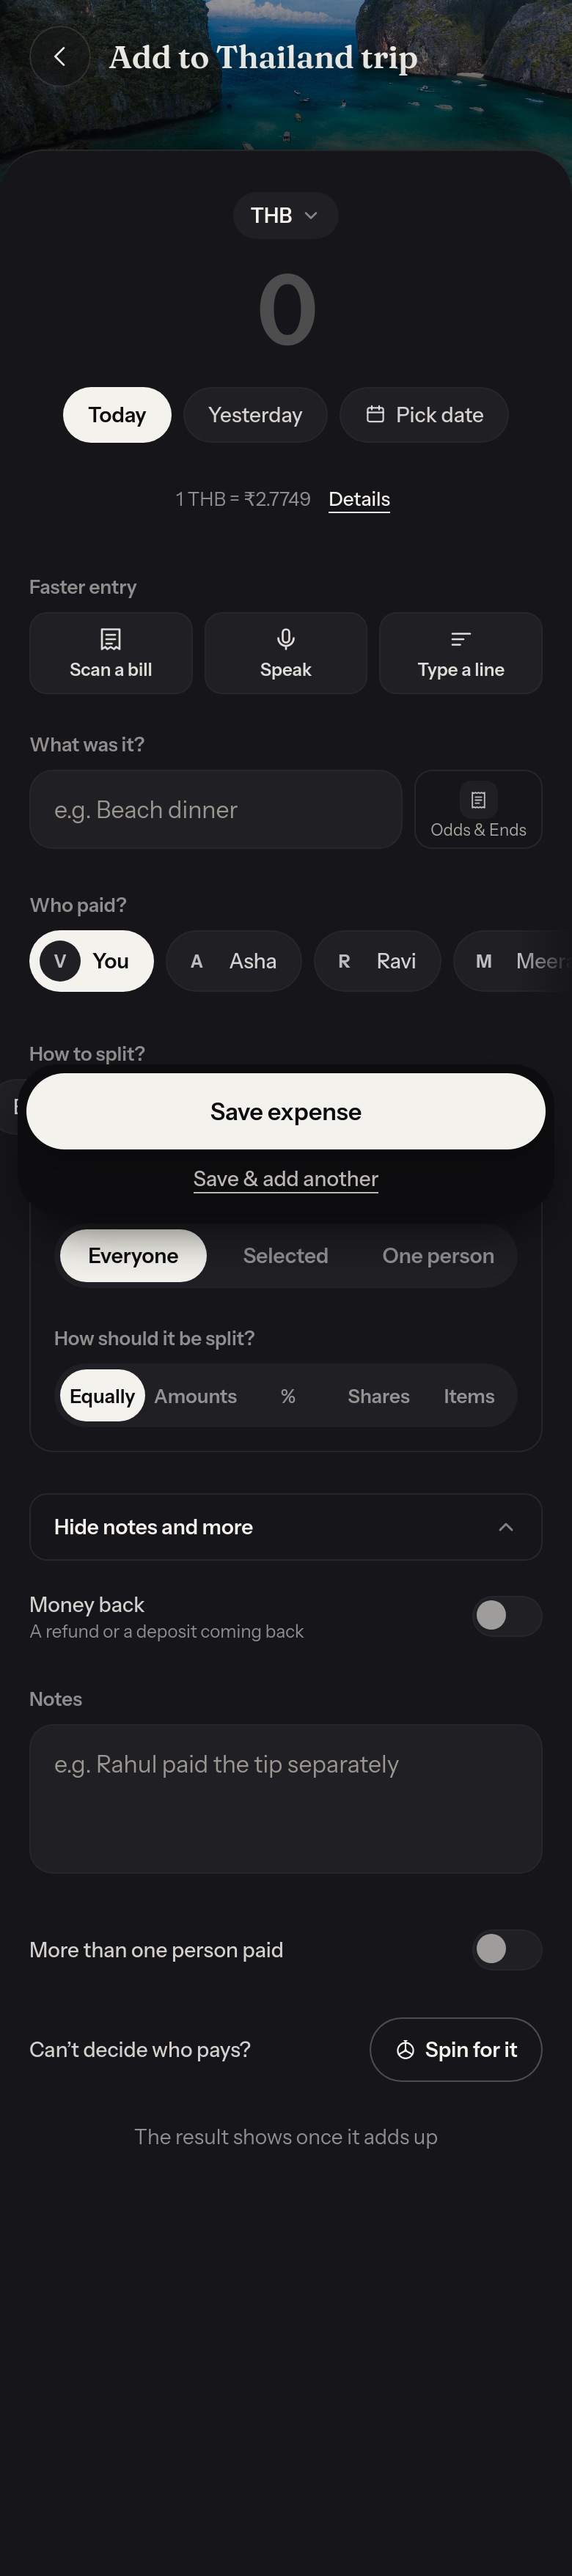 Add to Thailand trip
THB
0
Today Yesterday Pick date
1 THB = ₹2.7749 Details
Faster entry
Scan a bill Speak Type a line
What was it?
e.g. Beach dinner
Odds & Ends
Who paid?
V You A Asha R Ravi M Meera
How to split?
Save expense
Save & add another
Everyone Selected One person
How should it be split?
Equally Amounts % Shares Items
Hide notes and more
Money back
A refund or a deposit coming back
Notes
e.g. Rahul paid the tip separately
More than one person paid
Can’t decide who pays? Spin for it
The result shows once it adds up